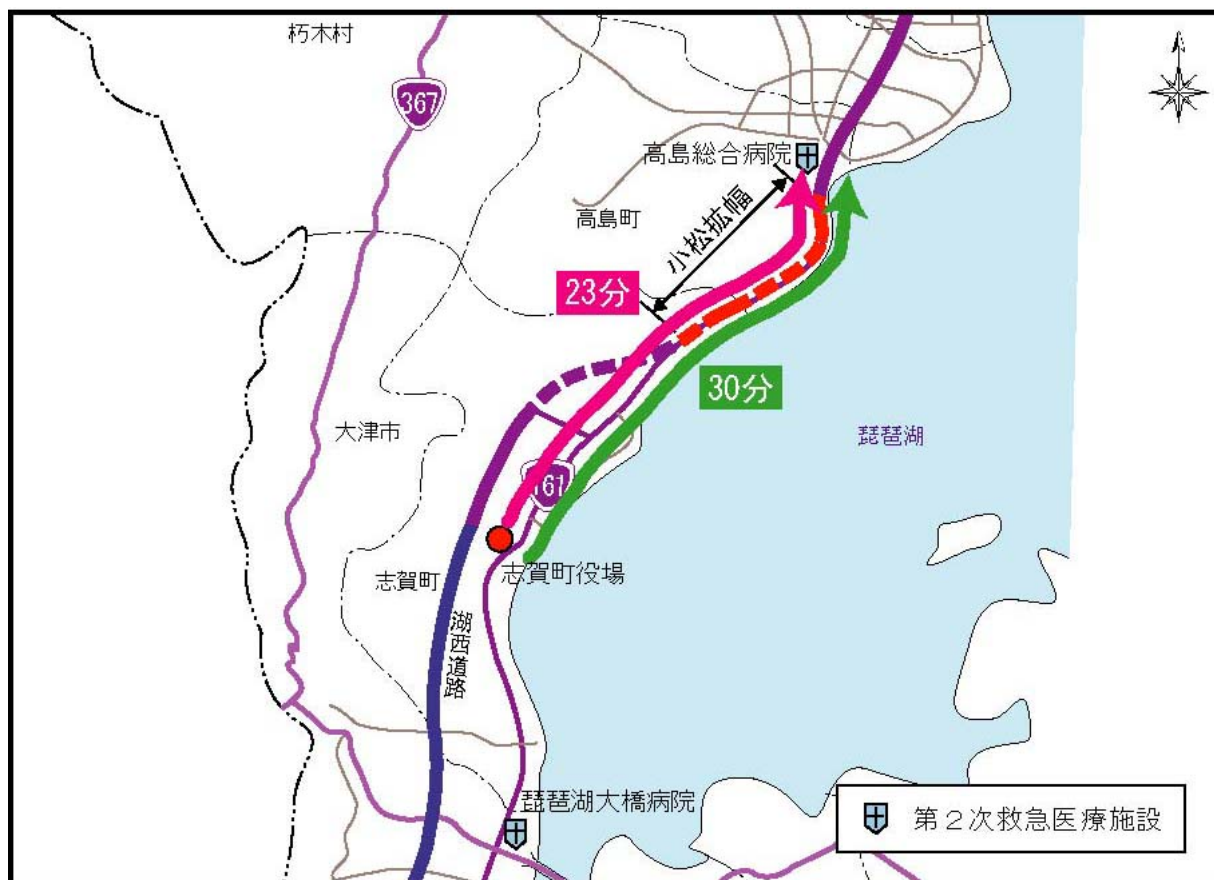 朽木村
367
高島総合病院
高島町
小松拡幅
23分
30分
大津市
琵琶湖
161
志賀町役場
志賀町
湖西道路
琵琶湖大橋病院
第２次救急医療施設